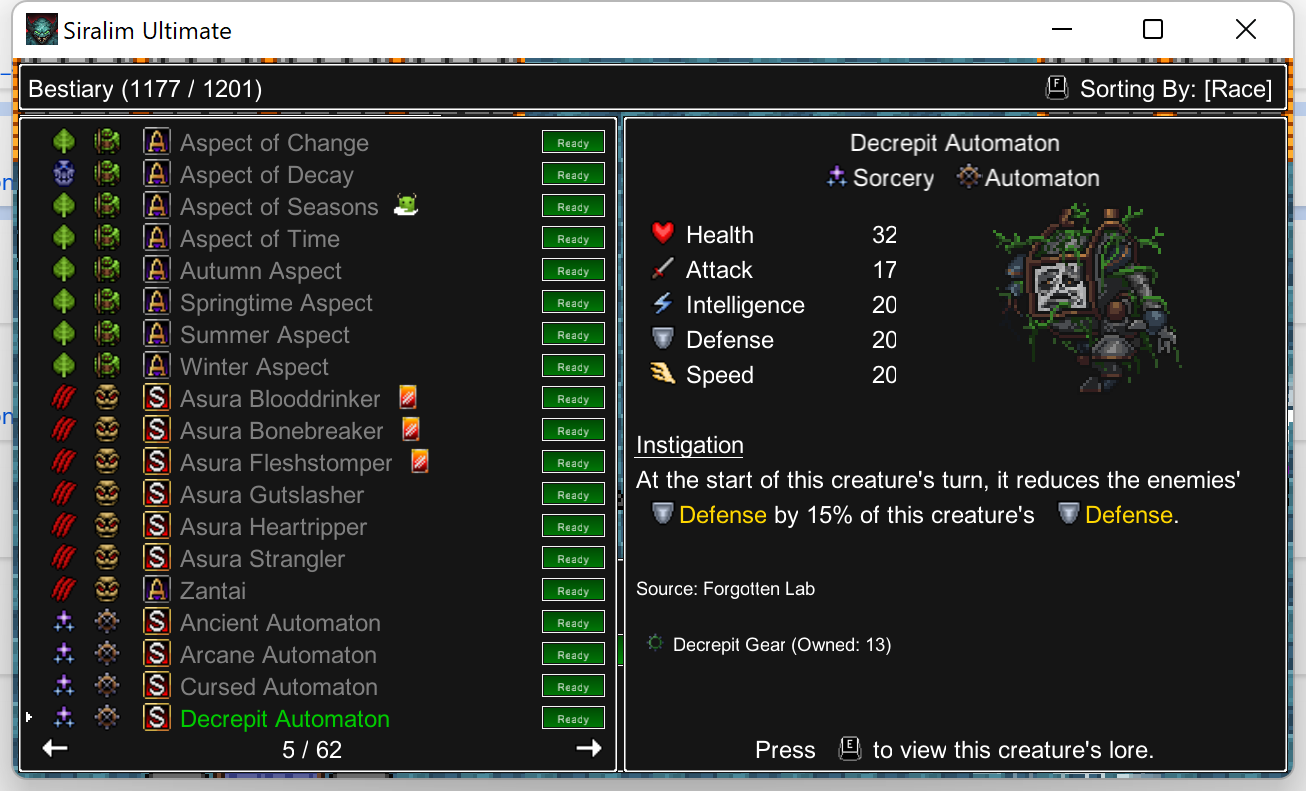 Siralim Ultimate
Bestiary (1177 / 1201)
F Sorting By: [Race]
A Aspect of Change Ready
A Aspect of Decay Ready
A Aspect of Seasons Ready
A Aspect of Time Ready
A Autumn Aspect Ready
A Springtime Aspect Ready
A Summer Aspect Ready
A Winter Aspect Ready
S Asura Blooddrinker Ready
S Asura Bonebreaker Ready
S Asura Fleshstomper Ready
S Asura Gutslasher Ready
S Asura Heartripper Ready
S Asura Strangler Ready
A Zantai Ready
S Ancient Automaton Ready
S Arcane Automaton Ready
S Cursed Automaton Ready
S Decrepit Automaton Ready
5 / 62
Decrepit Automaton
Sorcery Automaton
Health 32
Attack 17
Intelligence 20
Defense 20
Speed 20
Instigation
At the start of this creature's turn, it reduces the enemies'
Defense by 15% of this creature's Defense.
Source: Forgotten Lab
Decrepit Gear (Owned: 13)
Press E to view this creature's lore.